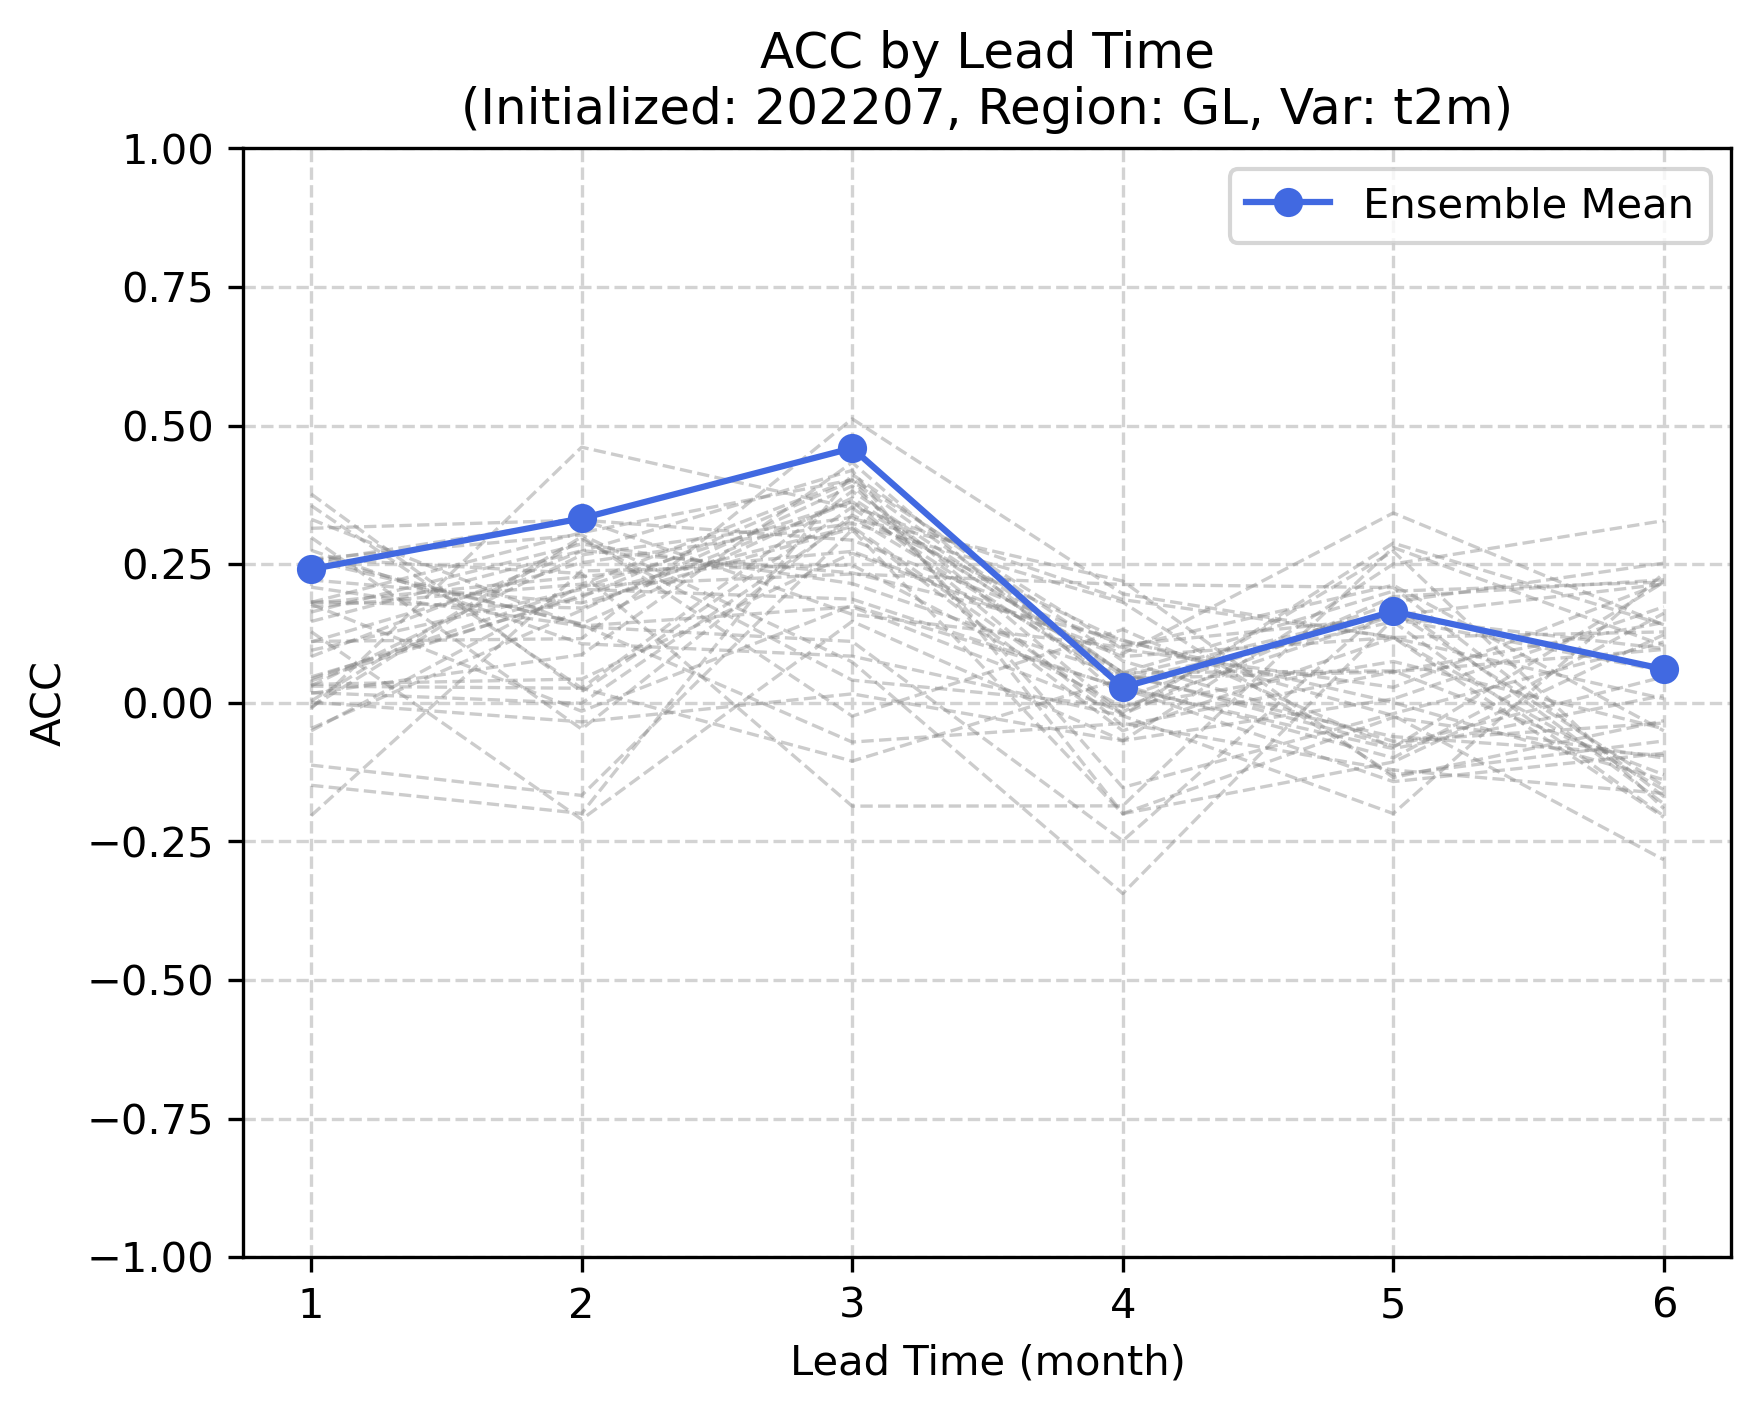 ACC by Lead Time
(Initialized: 202207, Region: GL, Var: t2m)
Ensemble Mean
1.00
0.75
0.50
0.25
0.00
−0.25
−0.50
−0.75
−1.00
ACC
1 2 3 4 5 6
Lead Time (month)